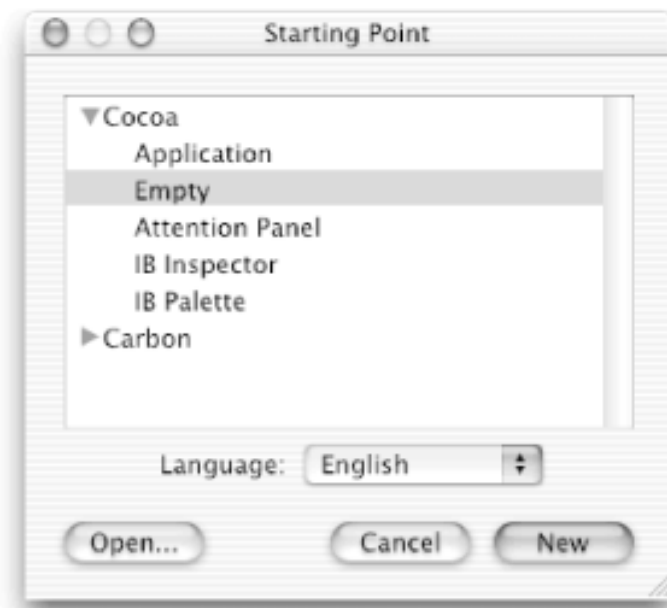 Starting Point
Cocoa
Application
Empty
Attention Panel
IB Inspector
IB Palette
Carbon
Language: English
Open... Cancel New